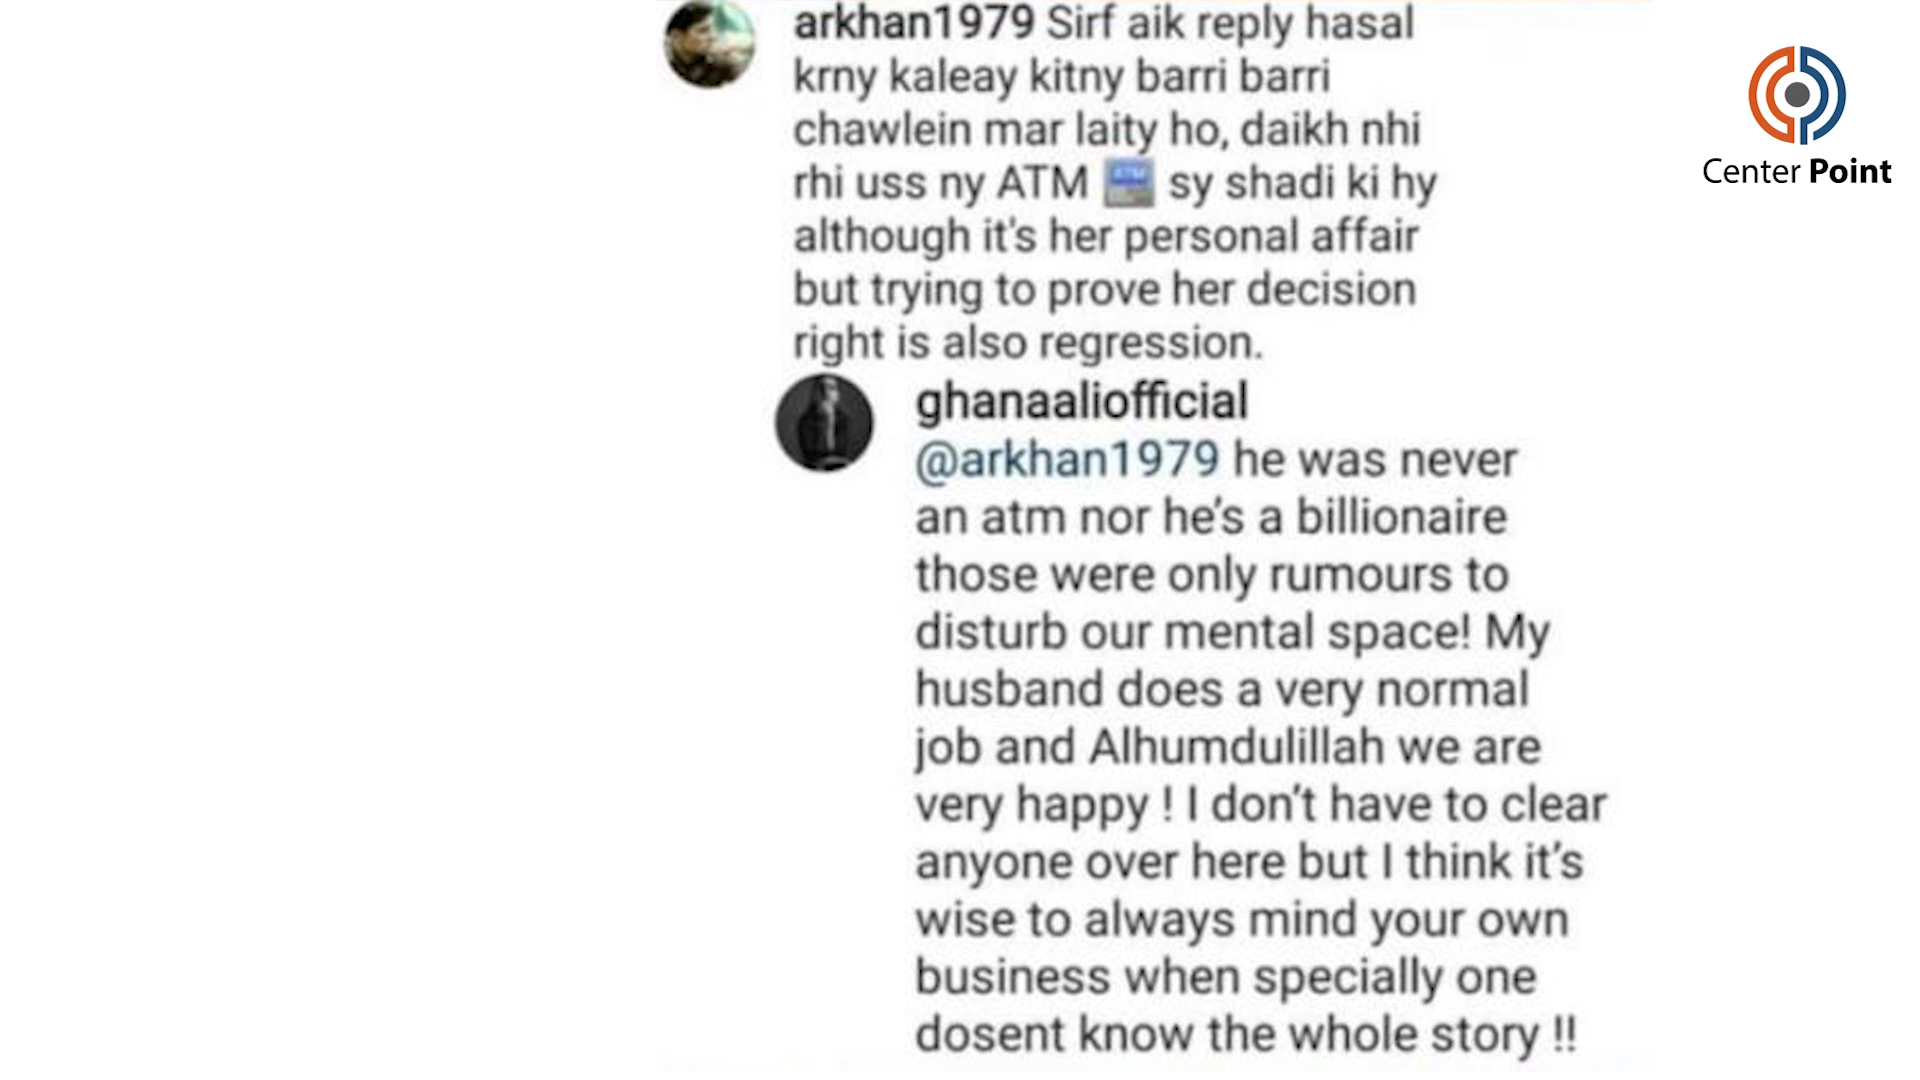 arkhan1979 Sirf aik reply hasal
krny kaleay kitny barri barri
chawlein mar laity ho, daikh nhi
rhi uss ny ATM 🏧 sy shadi ki hy
although it's her personal affair
but trying to prove her decision
right is also regression.
ghanaaliofficial
@arkhan1979 he was never
an atm nor he's a billionaire
those were only rumours to
disturb our mental space! My
husband does a very normal
job and Alhumdulillah we are
very happy ! I don't have to clear
anyone over here but I think it's
wise to always mind your own
business when specially one
dosent know the whole story !!
Center Point